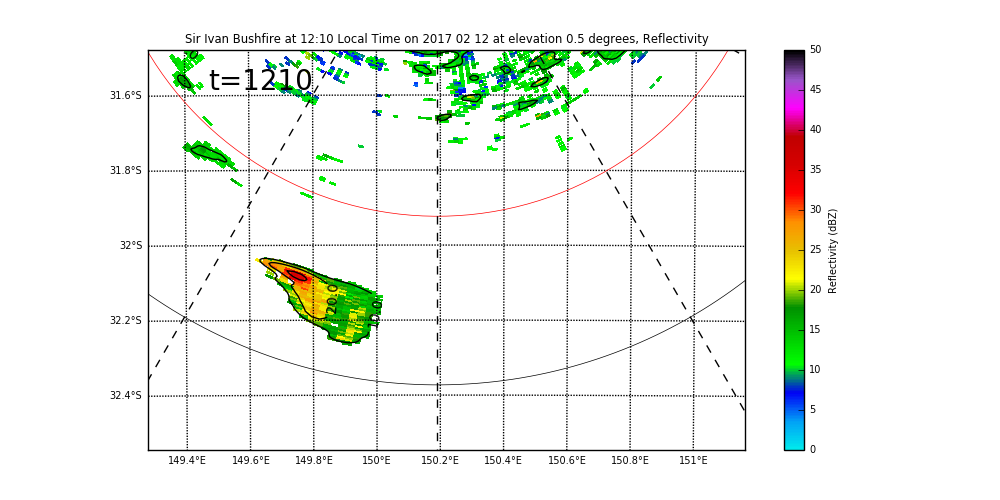 Sir Ivan Bushfire at 12:10 Local Time on 2017 02 12 at elevation 0.5 degrees, Reflectivity
t=1210
31.6°S
31.8°S
32°S
32.2°S
32.4°S
149.4°E 149.6°E 149.8°E 150°E 150.2°E 150.4°E 150.6°E 150.8°E 151°E
20.0
50
45
40
35
30
25
20
15
10
5
0
Reflectivity (dBZ)